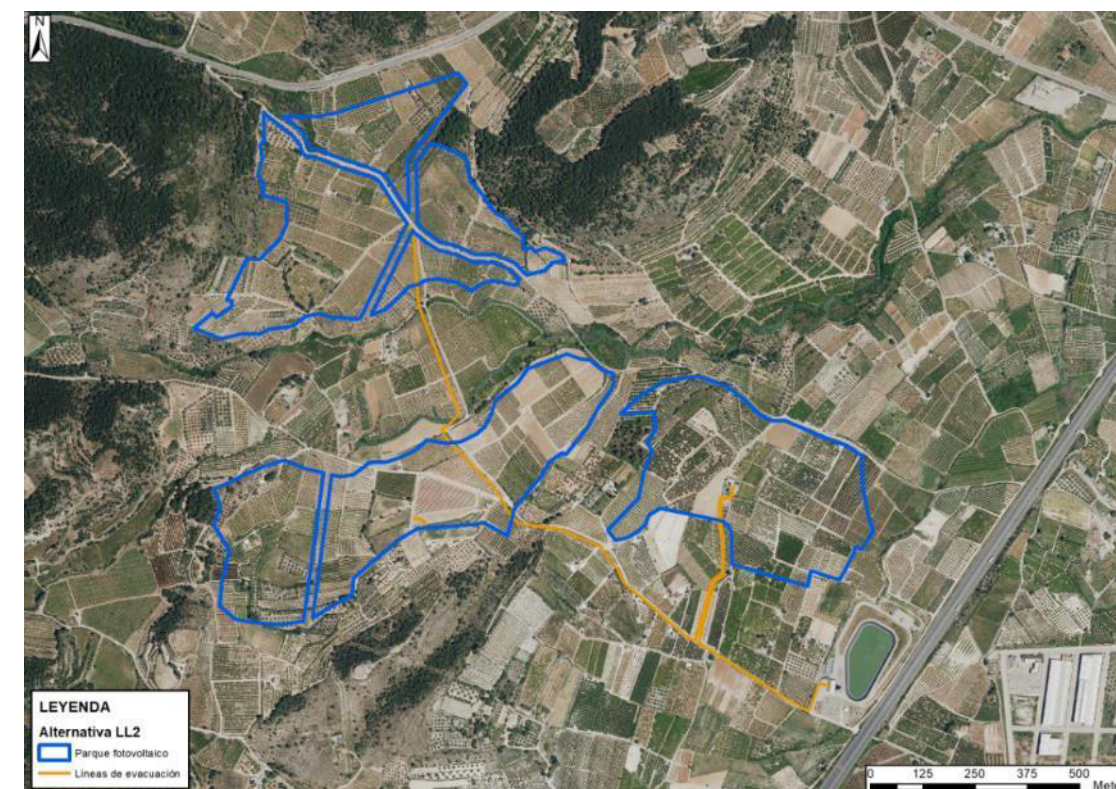 N
LEYENDA
Alternativa LL2
Parque fotovoltaico
Líneas de evacuación
0 125 250 375 500
Met